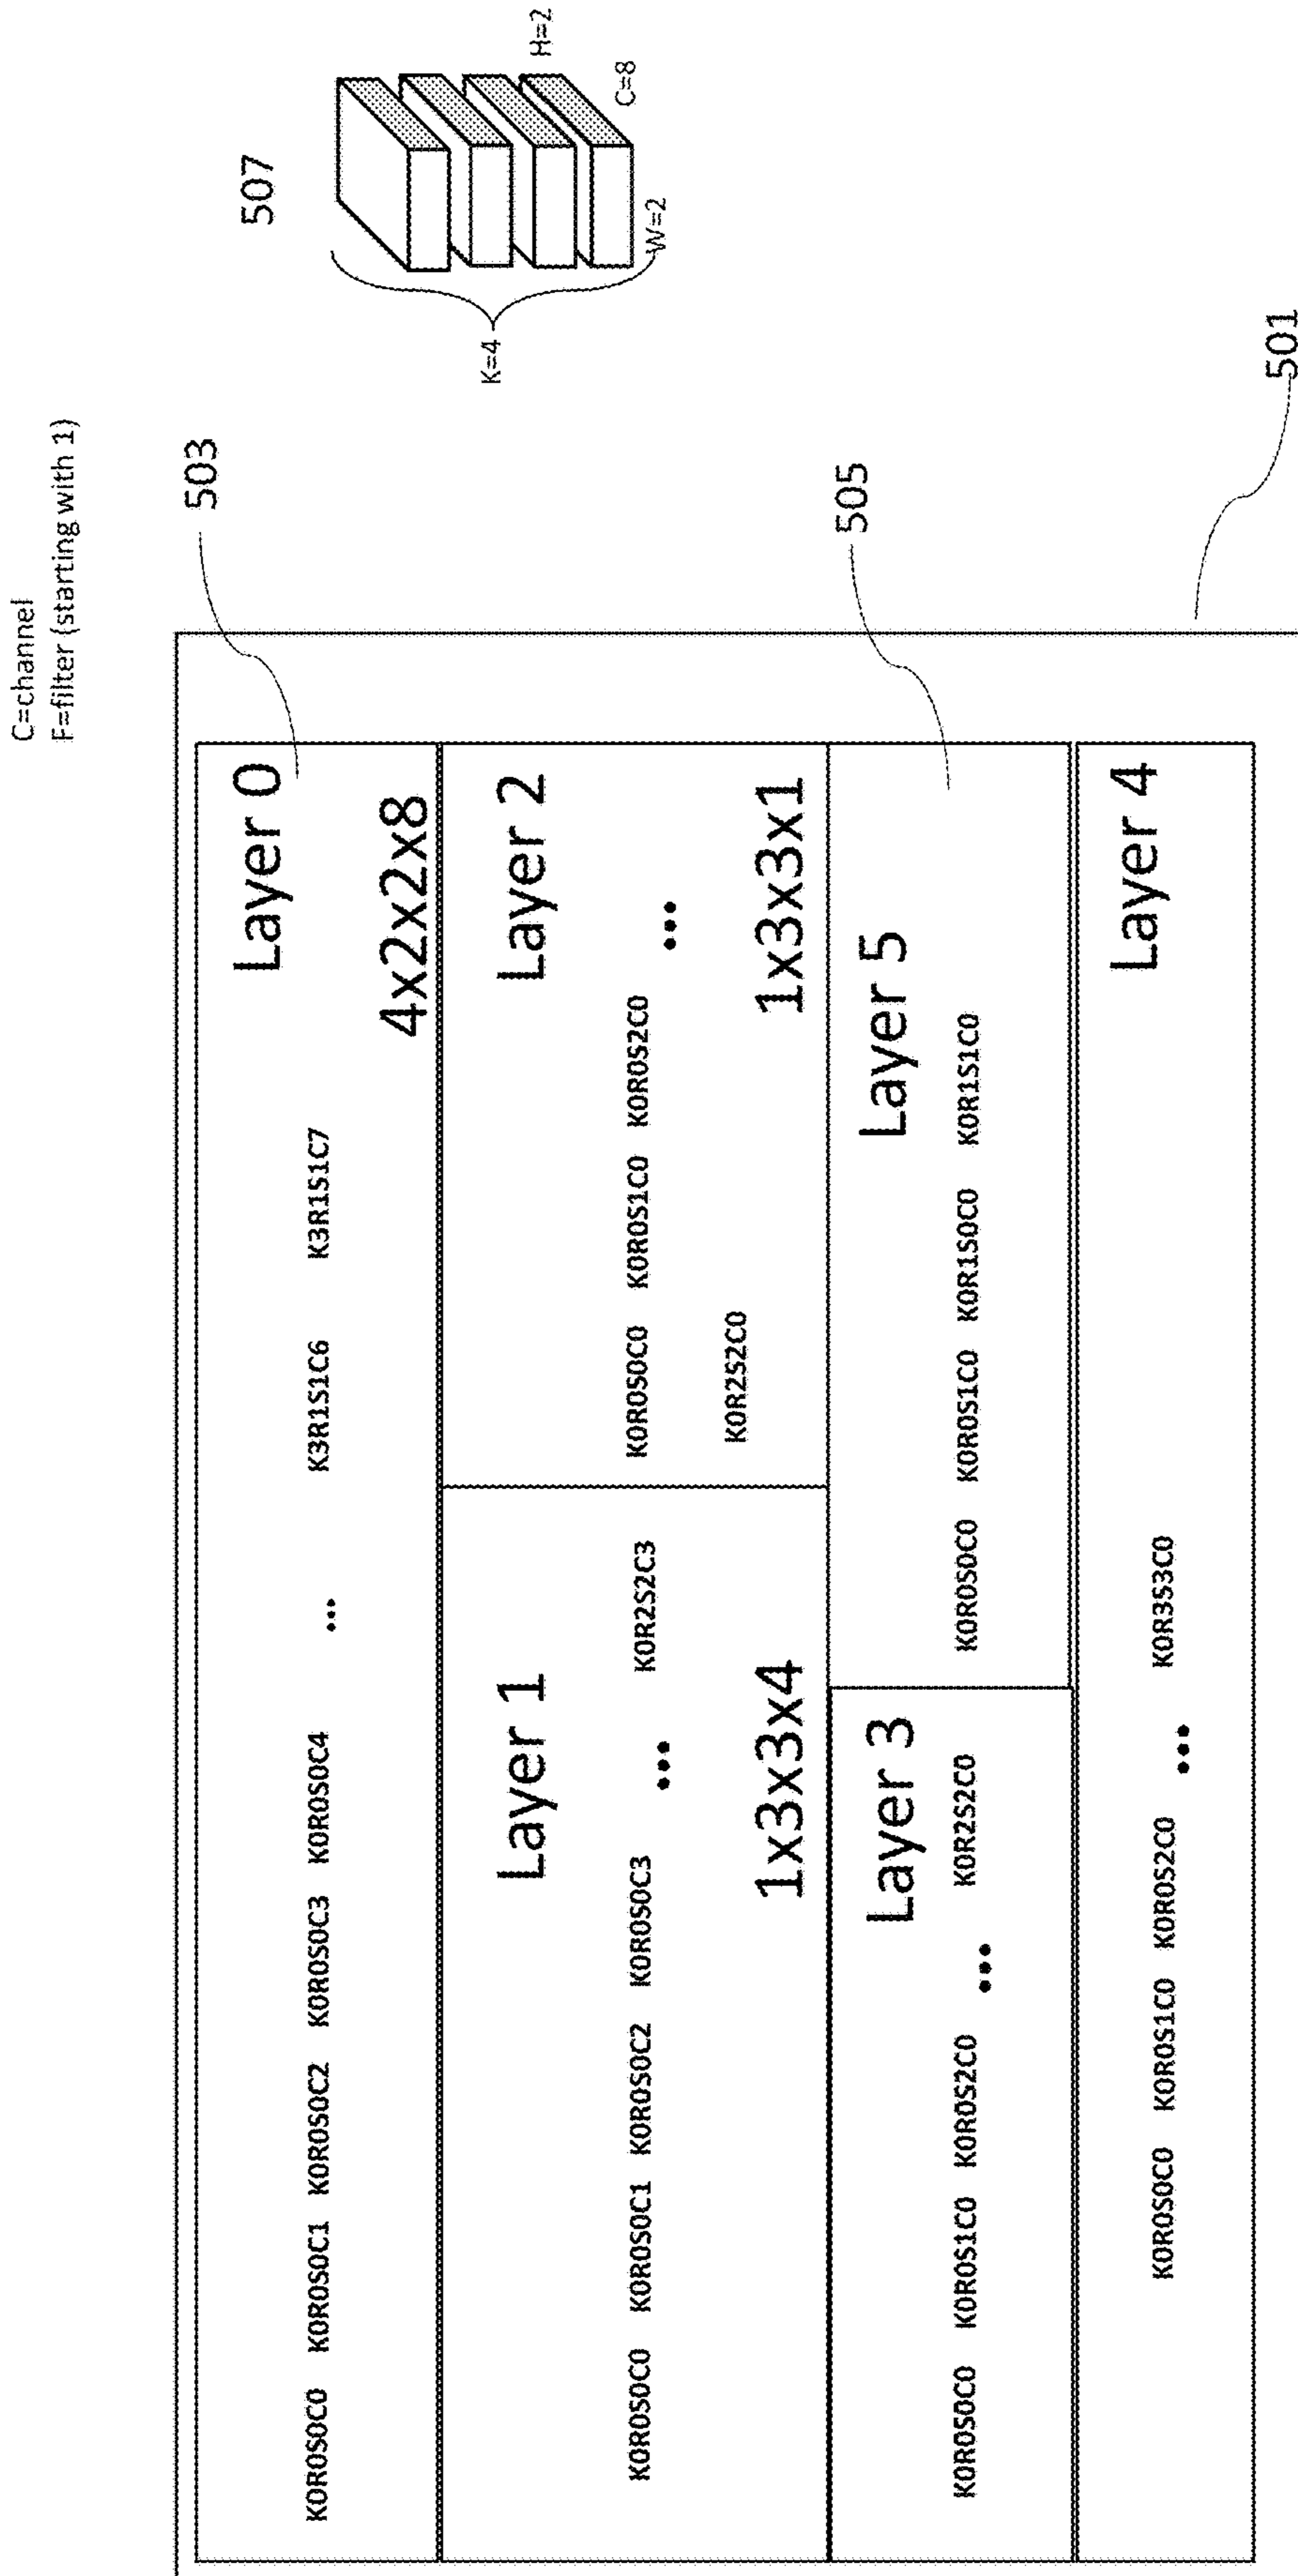 C=channel
F=filter (starting with 1)
503
507
K=4
W=2
C=8
H=2
Layer 0
K0R0S0C0 K0R0S0C1 K0R0S0C2 K0R0S0C3 K0R0S0C4 ... K3R1S1C6 K3R1S1C7
4x2x2x8
Layer 1
K0R0S0C0 K0R0S0C1 K0R0S0C2 K0R0S0C3 ... K0R2S2C3
1x3x3x4
Layer 2
K0R0S0C0 K0R0S1C0 K0R0S2C0 ...
K0R2S2C0
1x3x3x1
505
Layer 3
K0R0S0C0 K0R0S1C0 K0R0S2C0 ... K0R2S2C0
Layer 5
K0R0S0C0 K0R0S1C0 K0R1S0C0 K0R1S1C0
Layer 4
K0R0S0C0 K0R0S1C0 K0R0S2C0 ... K0R3S3C0
501